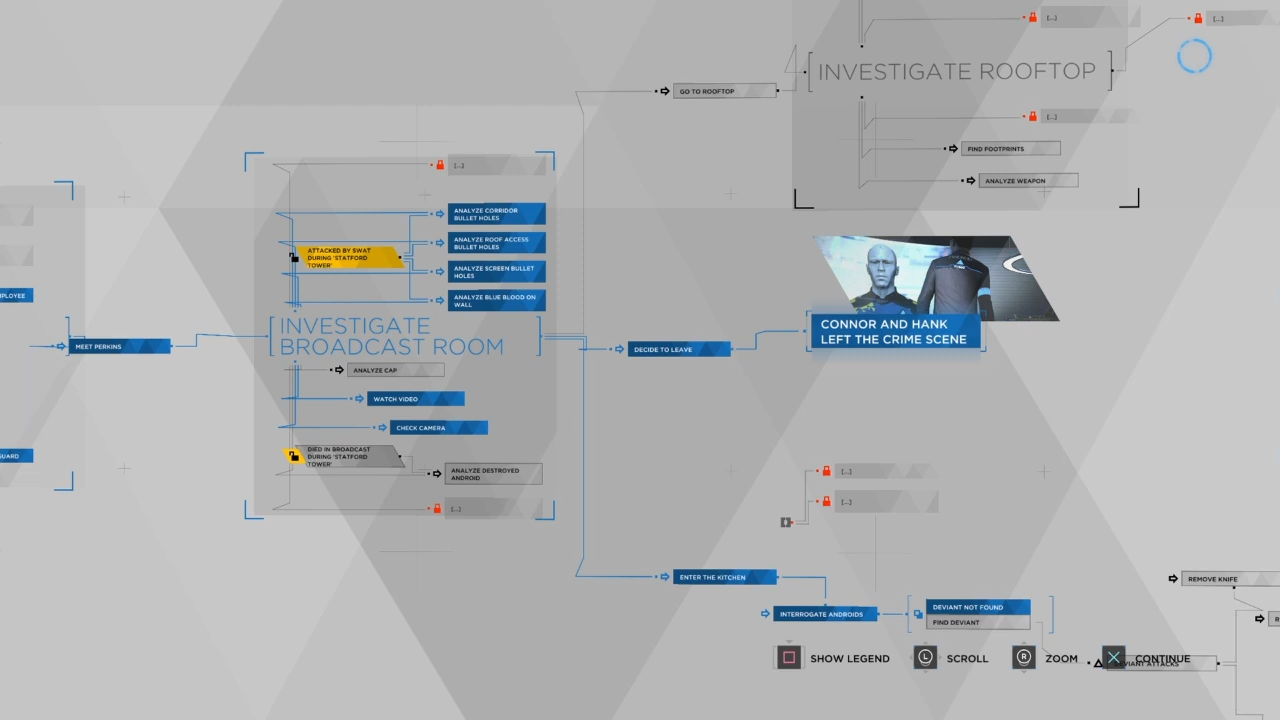 [...]
[...]
INVESTIGATE ROOFTOP
GO TO ROOFTOP
[...]
FIND FOOTPRINTS
ANALYZE WEAPON
[...]
ANALYZE CORRIDOR
BULLET HOLES
ANALYZE ROOF ACCESS
BULLET HOLES
ATTACKED BY SWAT
DURING 'STATFORD
TOWER'
ANALYZE SCREEN BULLET
HOLES
ANALYZE BLUE BLOOD ON
WALL
PLOYEE
INVESTIGATE
BROADCAST ROOM
MEET PERKINS
DECIDE TO LEAVE
CONNOR AND HANK
LEFT THE CRIME SCENE
ANALYZE CAP
WATCH VIDEO
CHECK CAMERA
UARD
DIED IN BROADCAST
DURING 'STATFORD
TOWER'
ANALYZE DESTROYED
ANDROID
[...]
[...]
[...]
ENTER THE KITCHEN
REMOVE KNIFE
INTERROGATE ANDROIDS
DEVIANT NOT FOUND
FIND DEVIANT
R
SHOW LEGEND
L
SCROLL
R
ZOOM
CONTINUE
VIANT ATTACKS